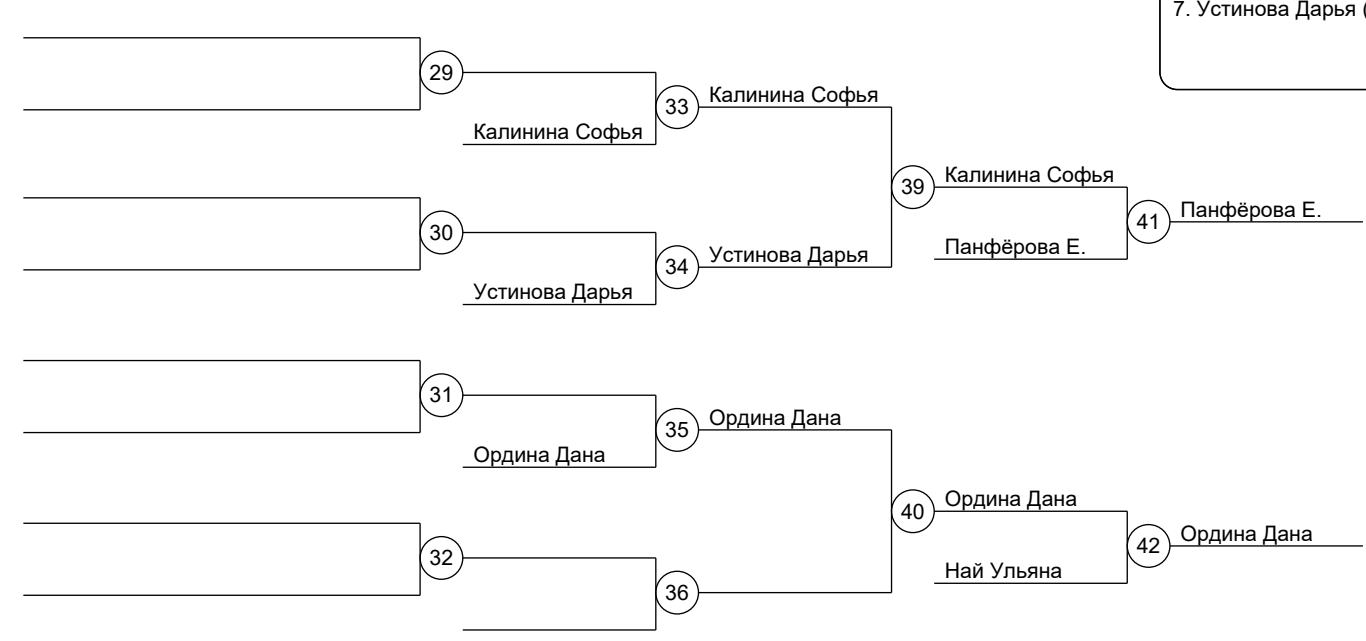 7. Устинова Дарья (
29
Калинина Софья
33
Калинина Софья
39
Калинина Софья
41
Панфёрова Е.
30
Устинова Дарья
34
Устинова Дарья
Панфёрова Е.
31
Ордина Дана
35
Ордина Дана
40
Ордина Дана
42
Ордина Дана
32
36
Най Ульяна